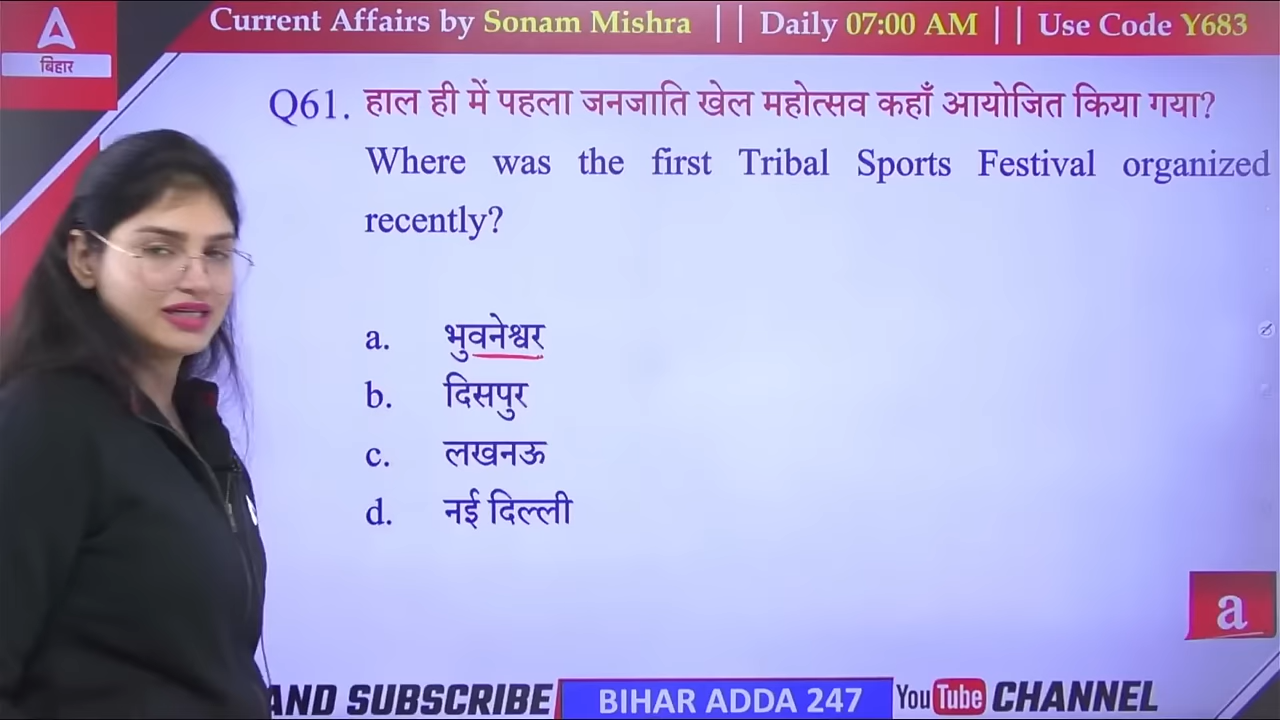 Current Affairs by Sonam Mishra || Daily 07:00 AM || Use Code Y683
बिहार
Q61. हाल ही में पहला जनजाति खेल महोत्सव कहाँ आयोजित किया गया?
Where was the first Tribal Sports Festival organized
recently?
a. भुवनेश्वर
b. दिसपुर
c. लखनऊ
d. नई दिल्ली
a
AND SUBSCRIBE BIHAR ADDA 247 YouTube CHANNEL